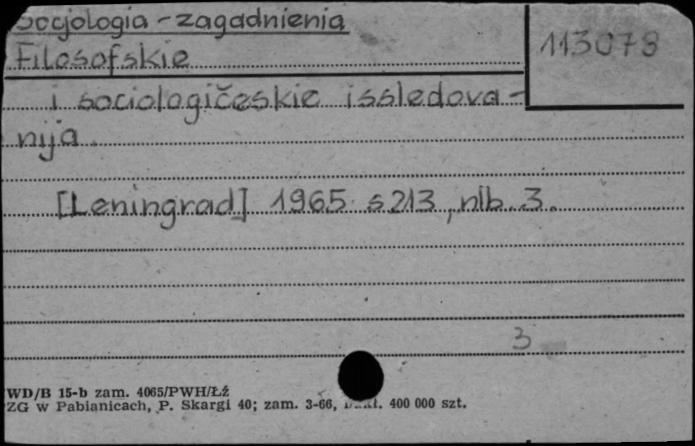 Socjologia - zagadnienia
113078
Filosofskie
i sociologičeskie issledova-
nija.
[Leningrad] 1965 s 213, nlb. 3.
3
WD/B 15-b zam. 4065/PWH/Łź
ZG w Pabianicach, P. Skargi 40; zam. 3-66, 400 000 szt.